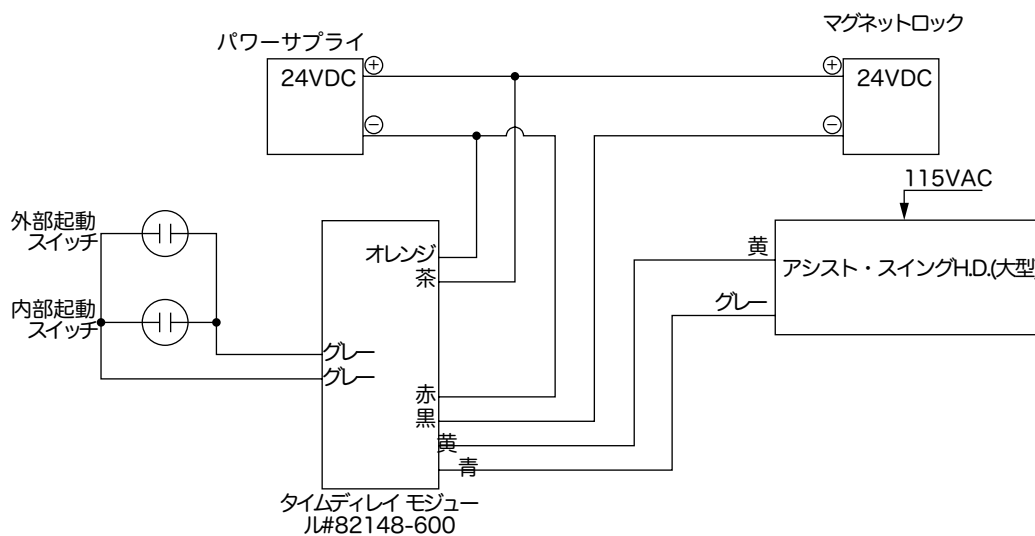 マグネットロック
パワーサプライ
24VDC
24VDC
115VAC
外部起動
スイッチ
オレンジ
黄
アシスト・スイングH.D.(大型
茶
内部起動
スイッチ
グレー
グレー
グレー
赤
黒
黄
青
タイムディレイ モジュー
ル#82148-600